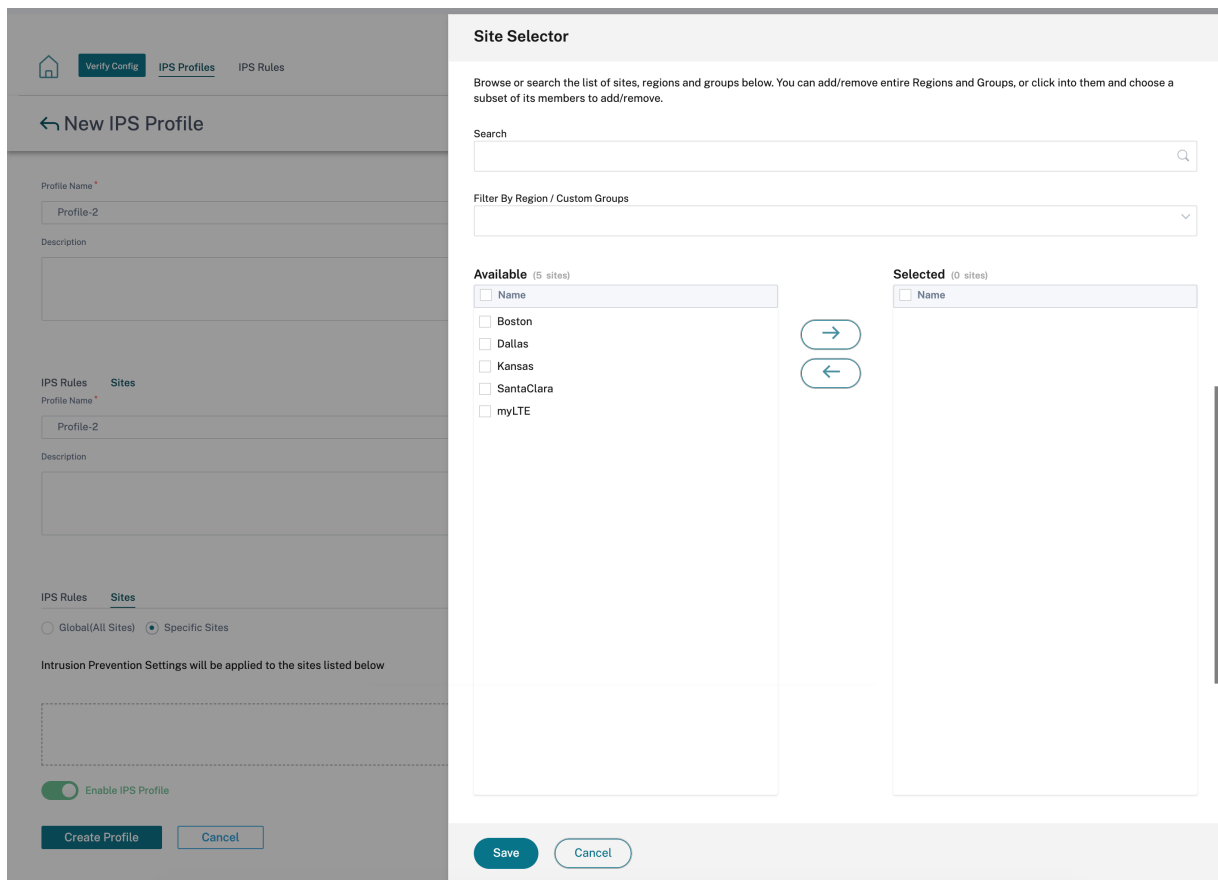 Verify Config
IPS Profiles
IPS Rules
New IPS Profile
Profile Name *
Profile-2
Description
IPS Rules
Sites
Profile Name *
Profile-2
Description
IPS Rules
Sites
Global(All Sites)
Specific Sites
Intrusion Prevention Settings will be applied to the sites listed below
Enable IPS Profile
Create Profile
Cancel
Site Selector
Browse or search the list of sites, regions and groups below. You can add/remove entire Regions and Groups, or click into them and choose a
subset of its members to add/remove.
Search
Filter By Region / Custom Groups
Available (5 sites)
Name
Boston
Dallas
Kansas
SantaClara
myLTE
Selected (0 sites)
Name
Save
Cancel